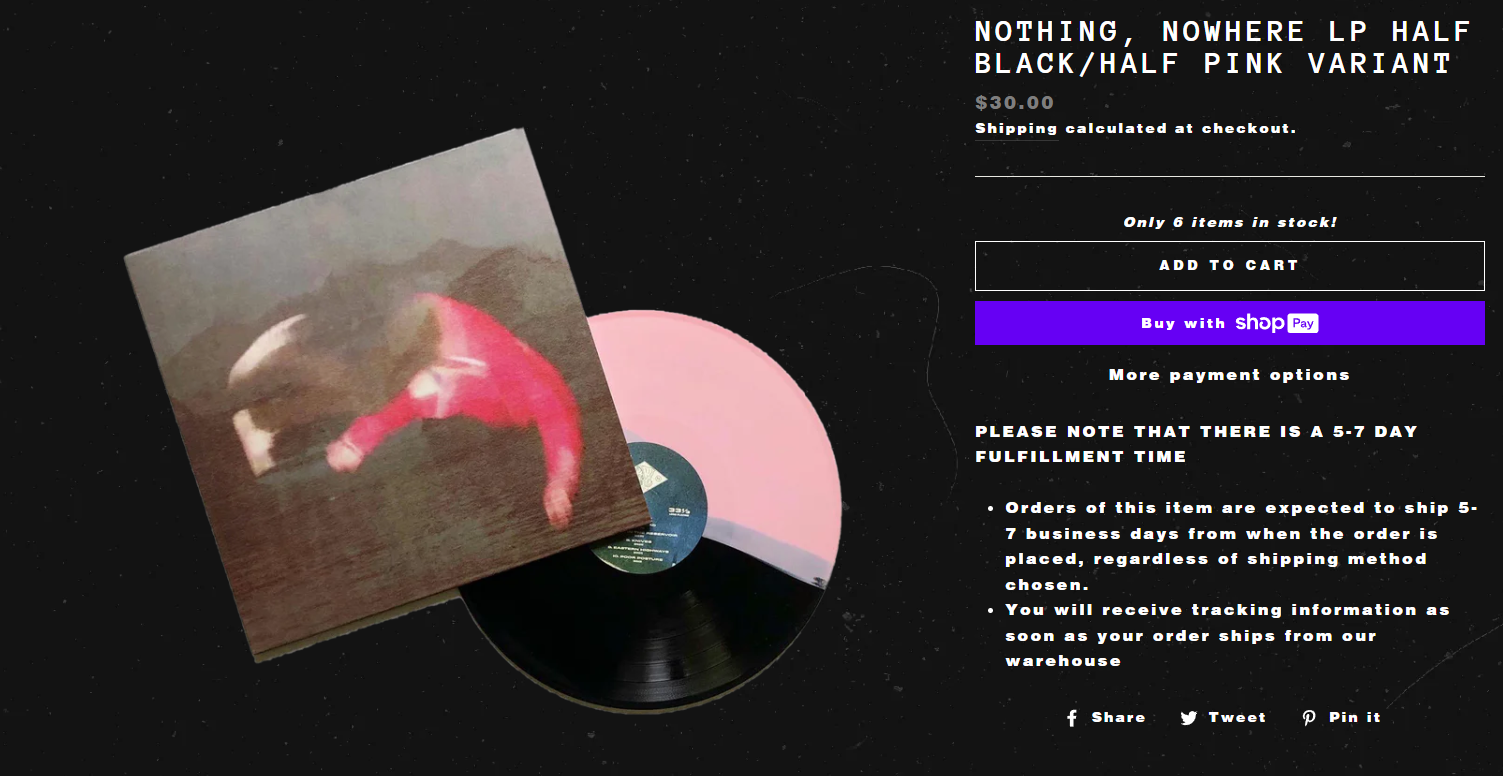 NOTHING, NOWHERE LP HALF
BLACK/HALF PINK VARIANT
$30.00
Shipping calculated at checkout.
Only 6 items in stock!
ADD TO CART
Buy with shop Pay
More payment options
PLEASE NOTE THAT THERE IS A 5-7 DAY
FULFILLMENT TIME
• Orders of this item are expected to ship 5-
7 business days from when the order is
placed, regardless of shipping method
chosen.
• You will receive tracking information as
soon as your order ships from our
warehouse
Share Tweet Pin it
33⅓
RESERVOIR